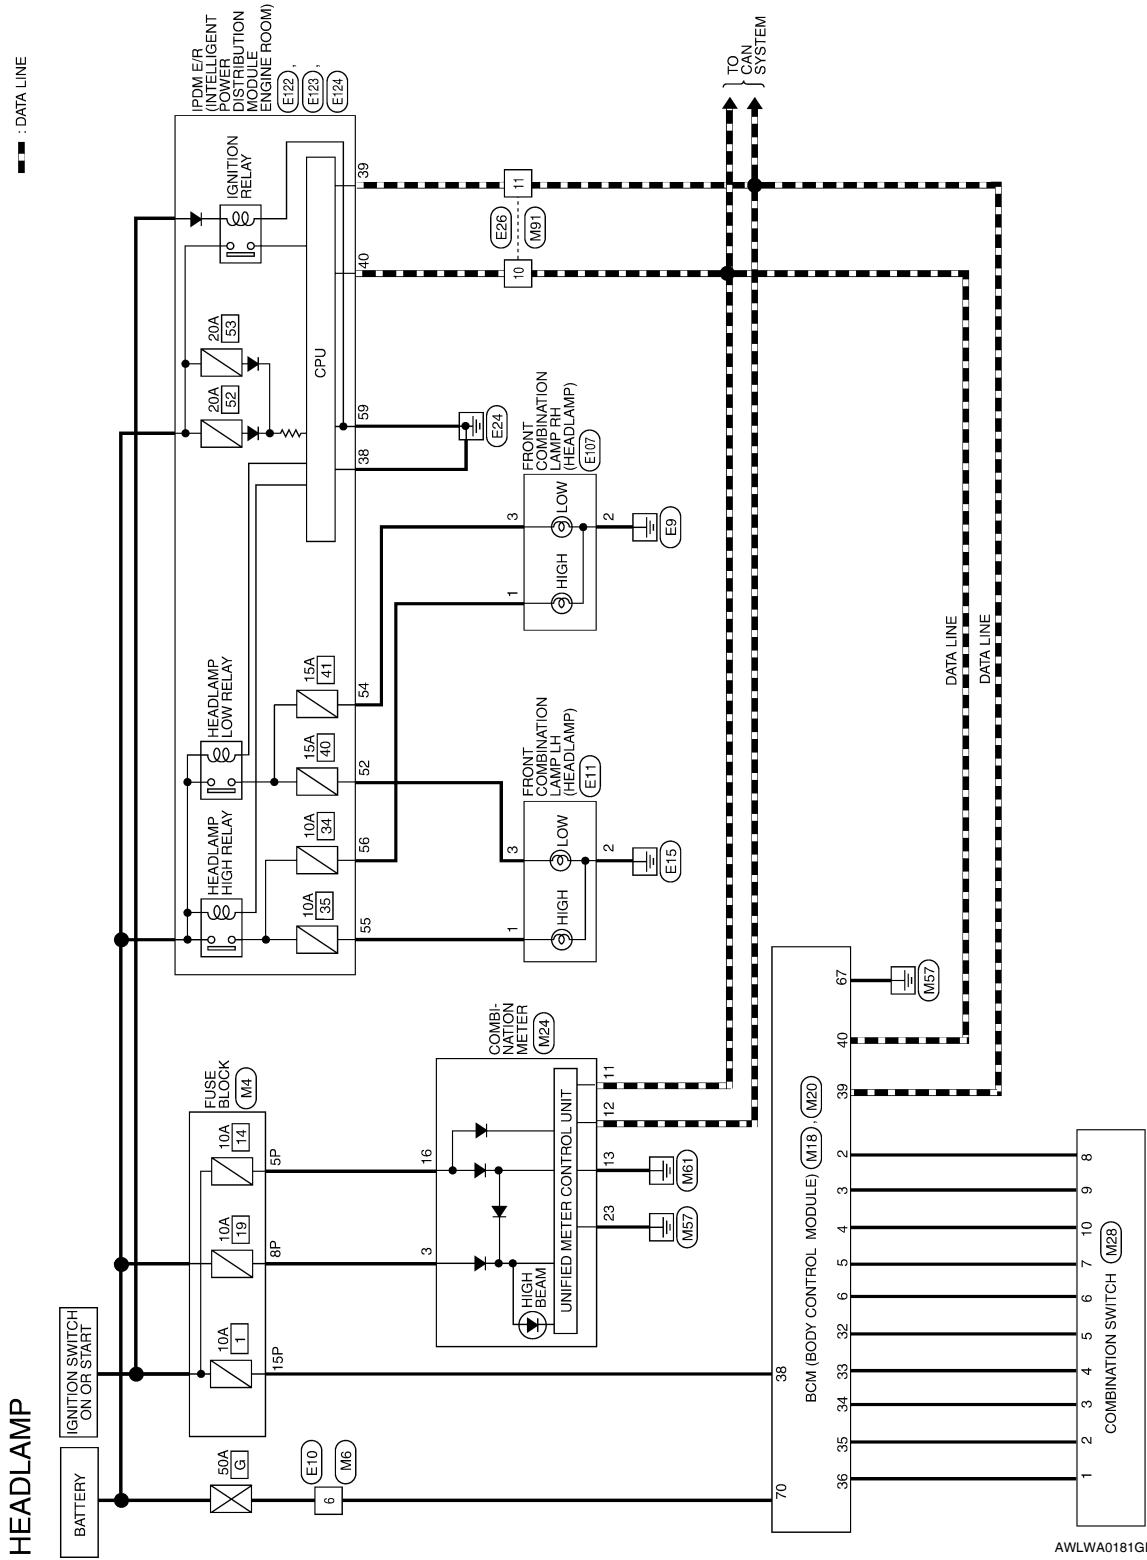 HEADLAMP
: DATA LINE
BATTERY
IGNITION SWITCH
ON OR START
50A
G
6
E10
M6
70
FUSE
BLOCK
M4
10A
1
15P
10A
19
8P
10A
14
5P
38
COMBI-
NATION
METER
M24
3
16
HIGH
BEAM
UNIFIED METER CONTROL UNIT
23
13
12
11
M57
M61
IPDM E/R
(INTELLIGENT
POWER
DISTRIBUTION
MODULE
ENGINE ROOM)
E122 ,
E123 ,
E124
HEADLAMP
HIGH RELAY
HEADLAMP
LOW RELAY
10A
35
10A
34
15A
40
15A
41
20A
52
20A
53
IGNITION
RELAY
CPU
55
56
52
54
38
59
40
39
E24
FRONT
COMBINATION
LAMP LH
(HEADLAMP)
E11
1
3
HIGH
LOW
2
E15
FRONT
COMBINATION
LAMP RH
(HEADLAMP)
E107
1
3
HIGH
LOW
2
E9
10
11
E26
M91
TO
CAN
SYSTEM
DATA LINE
DATA LINE
BCM (BODY CONTROL MODULE) M18 , M20
36
35
34
33
32
6
5
4
3
2
39
40
67
M57
1
2
3
4
5
6
7
10
9
8
COMBINATION SWITCH M28
AWLWA0181G